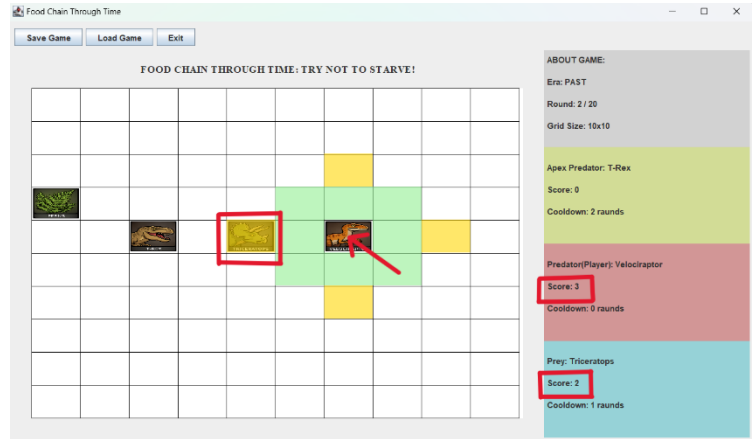 Food Chain Through Time
Save Game Load Game Exit
FOOD CHAIN THROUGH TIME: TRY NOT TO STARVE!
ABOUT GAME:
Era: PAST
Round: 2 / 20
Grid Size: 10x10
Apex Predator: T-Rex
Score: 0
Cooldown: 2 raunds
Predator(Player): Velociraptor
Score: 3
Cooldown: 0 raunds
Prey: Triceratops
Score: 2
Cooldown: 1 raunds
TRICERATOPS